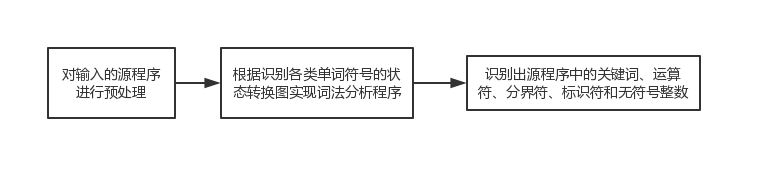 对输入的源程序
进行预处理
根据识别各类单词符号的状
态转换图实现词法分析程序
识别出源程序中的关键词、运算
符、分界符、标识符和无符号整数